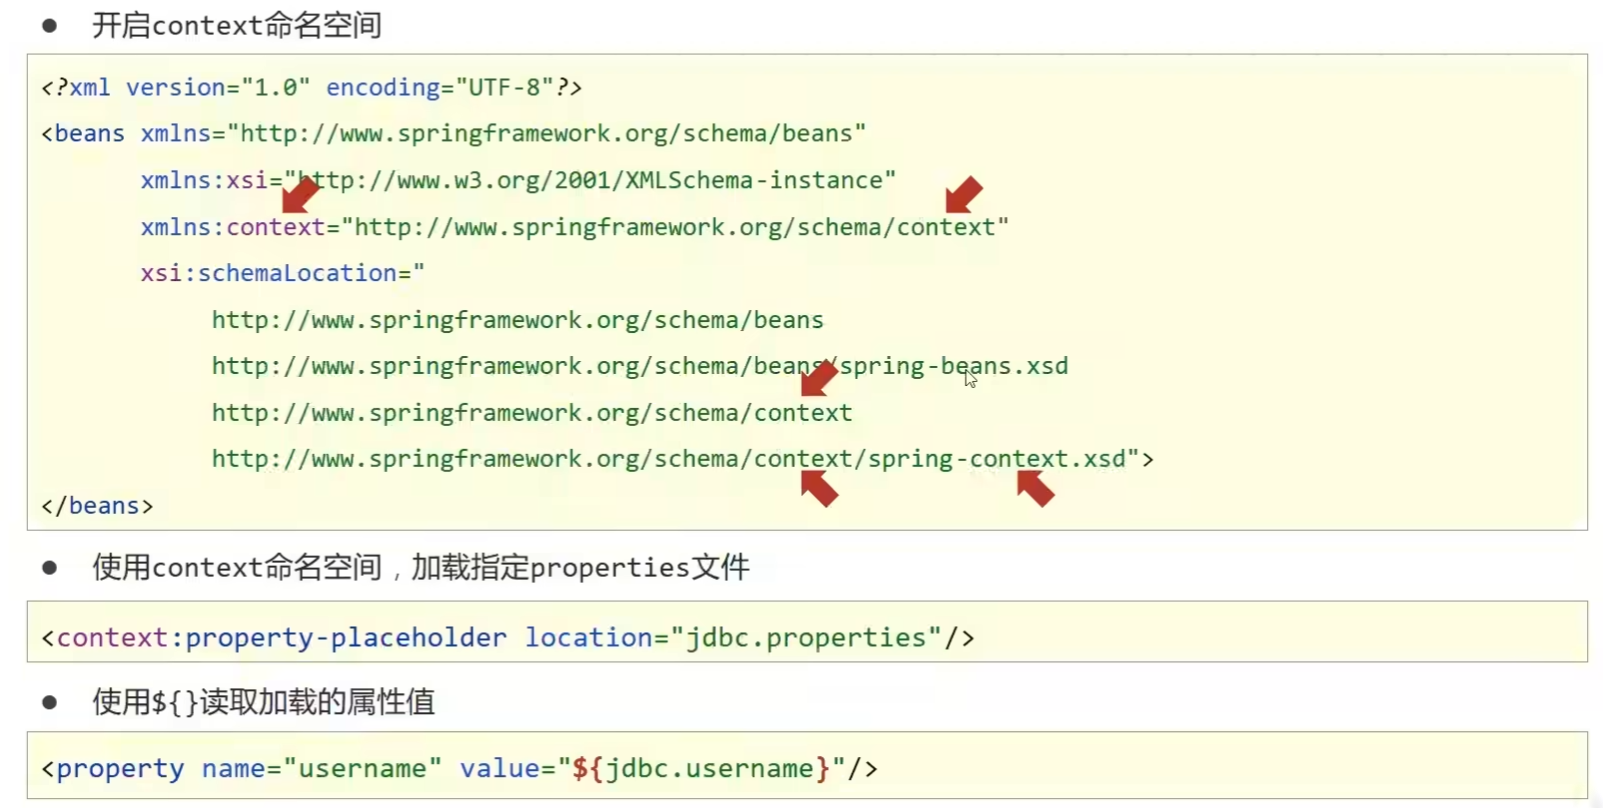 ● 开启context命名空间
<?xml version="1.0" encoding="UTF-8"?>
<beans xmlns="http://www.springframework.org/schema/beans"
xmlns:xsi="http://www.w3.org/2001/XMLSchema-instance"
xmlns:context="http://www.springframework.org/schema/context"
xsi:schemaLocation="
http://www.springframework.org/schema/beans
http://www.springframework.org/schema/beans/spring-beans.xsd
http://www.springframework.org/schema/context
http://www.springframework.org/schema/context/spring-context.xsd">
</beans>
● 使用context命名空间，加载指定properties文件
<context:property-placeholder location="jdbc.properties"/>
● 使用${}读取加载的属性值
<property name="username" value="${jdbc.username}"/>